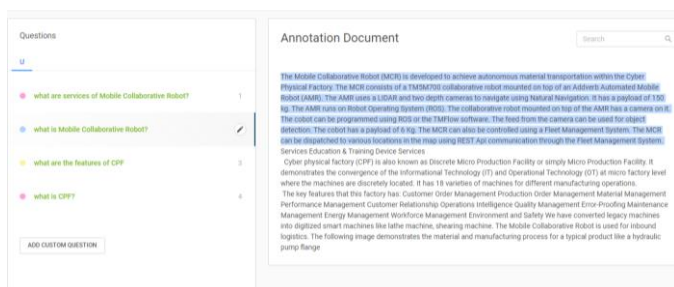 Questions
U
what are services of Mobile Collaborative Robot? 1
what is Mobile Collaborative Robot?
what are the features of CPF 3
what is CPF? 4
ADD CUSTOM QUESTION
Annotation Document
Search
The Mobile Collaborative Robot (MCR) is developed to achieve autonomous material transportation within the Cyber
Physical Factory. The MCR consists of a TM5M700 collaborative robot mounted on top of an Addverb Automated Mobile
Robot (AMR). The AMR uses a LIDAR and two depth cameras to navigate using Natural Navigation. It has a payload of 150
kg. The AMR runs on Robot Operating System (ROS). The collaborative robot mounted on top of the AMR has a camera on it.
The cobot can be programmed using ROS or the TMFlow software. The feed from the camera can be used for object
detection. The cobot has a payload of 6 Kg. The MCR can also be controlled using a Fleet Management System. The MCR
can be dispatched to various locations in the map using REST Api communication through the Fleet Management System.
Services Education & Training Device Services
Cyber physical factory (CPF) is also known as Discrete Micro Production Facility or simply Micro Production Facility. It
demonstrates the convergence of the Informational Technology (IT) and Operational Technology (OT) at micro factory level
where the machines are discretely located. It has 18 varieties of machines for different manufacturing operations.
The key features that this factory has: Customer Order Management Production Order Management Material Management
Performance Management Customer Relationship Operations Intelligence Quality Management Error-Proofing Maintenance
Management Energy Management Workforce Management Environment and Safety We have converted legacy machines
into digitized smart machines like lathe machine, shearing machine. The Mobile Collaborative Robot is used for inbound
logistics. The following image demonstrates the material and manufacturing process for a typical product like a hydraulic
pump flange